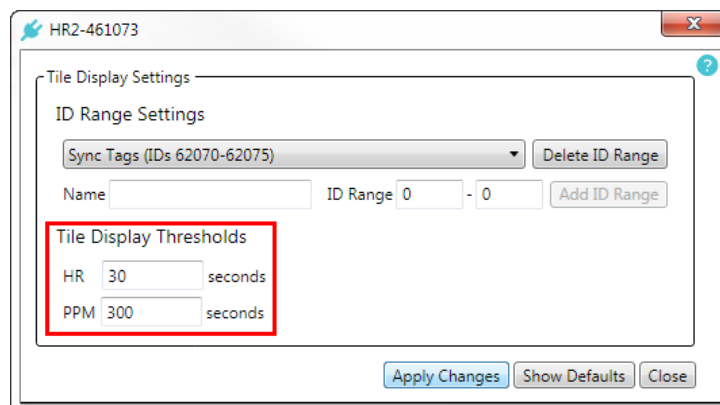 HR2-461073
Tile Display Settings
ID Range Settings
Sync Tags (IDs 62070-62075) Delete ID Range
Name ID Range 0 - 0 Add ID Range
Tile Display Thresholds
HR 30 seconds
PPM 300 seconds
Apply Changes Show Defaults Close